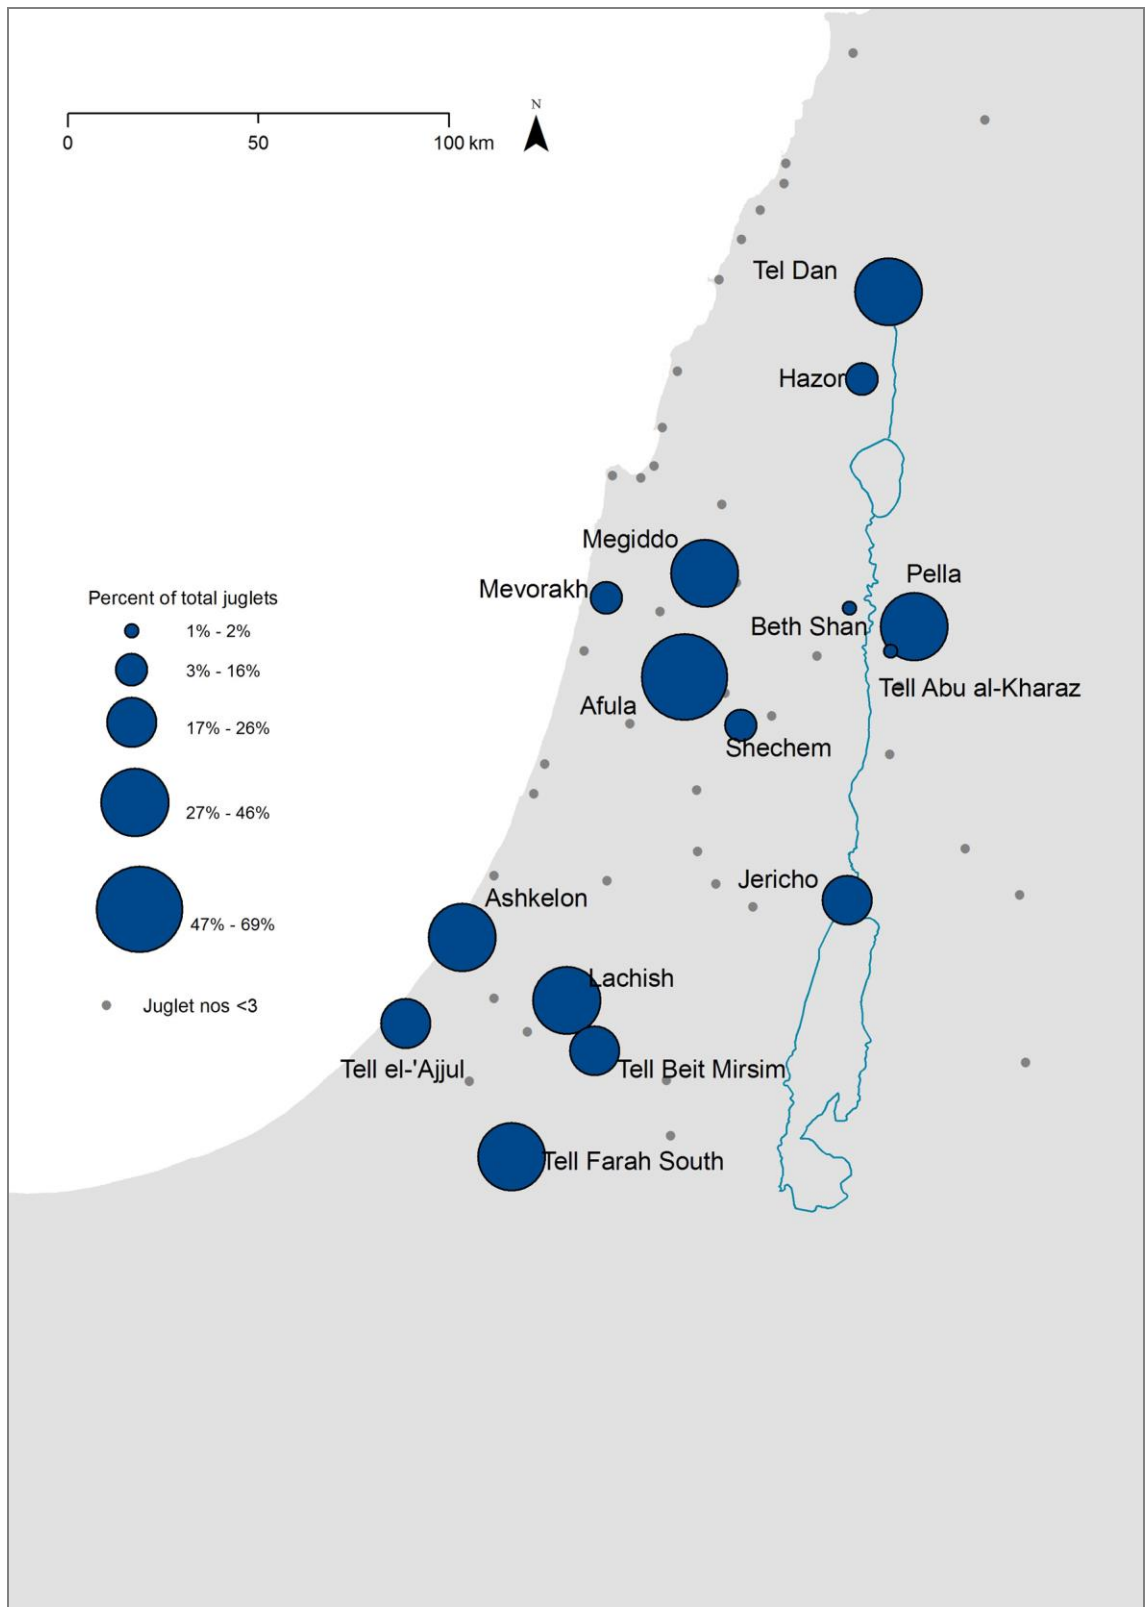 N
0 50 100 km
Tel Dan
Hazor
Megiddo
Mevorakh
Pella
Beth Shan
Percent of total juglets
1% - 2%
3% - 16%
17% - 26%
27% - 46%
47% - 69%
Juglet nos <3
Afula
Tell Abu al-Kharaz
Shechem
Jericho
Ashkelon
Lachish
Tell el-'Ajjul
Tell Beit Mirsim
Tell Farah South